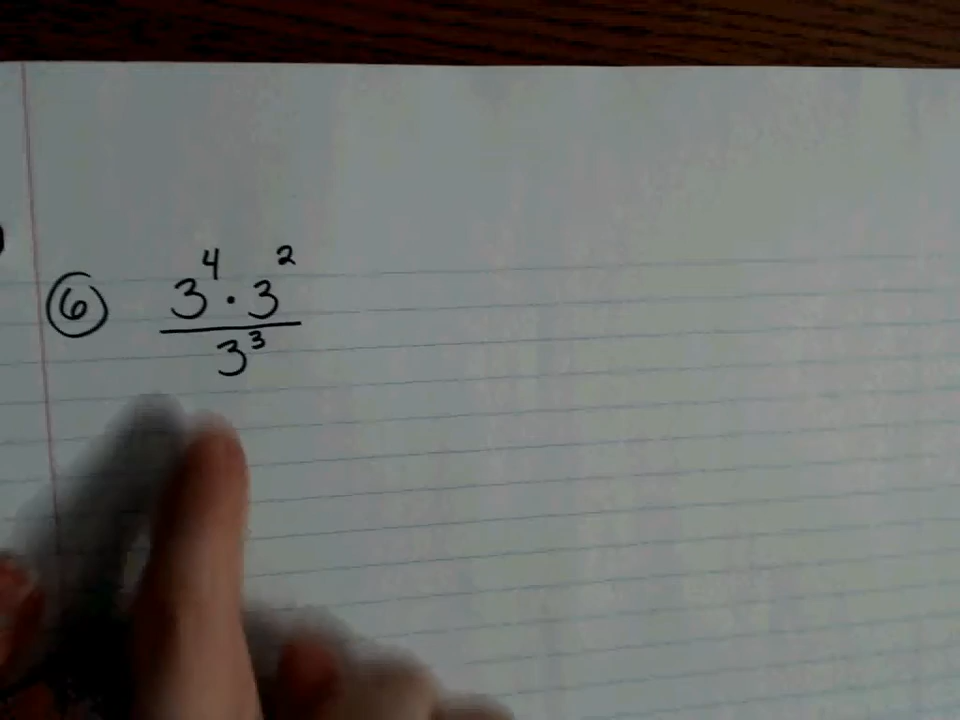 ⑥ 3⁴ · 3²
3³